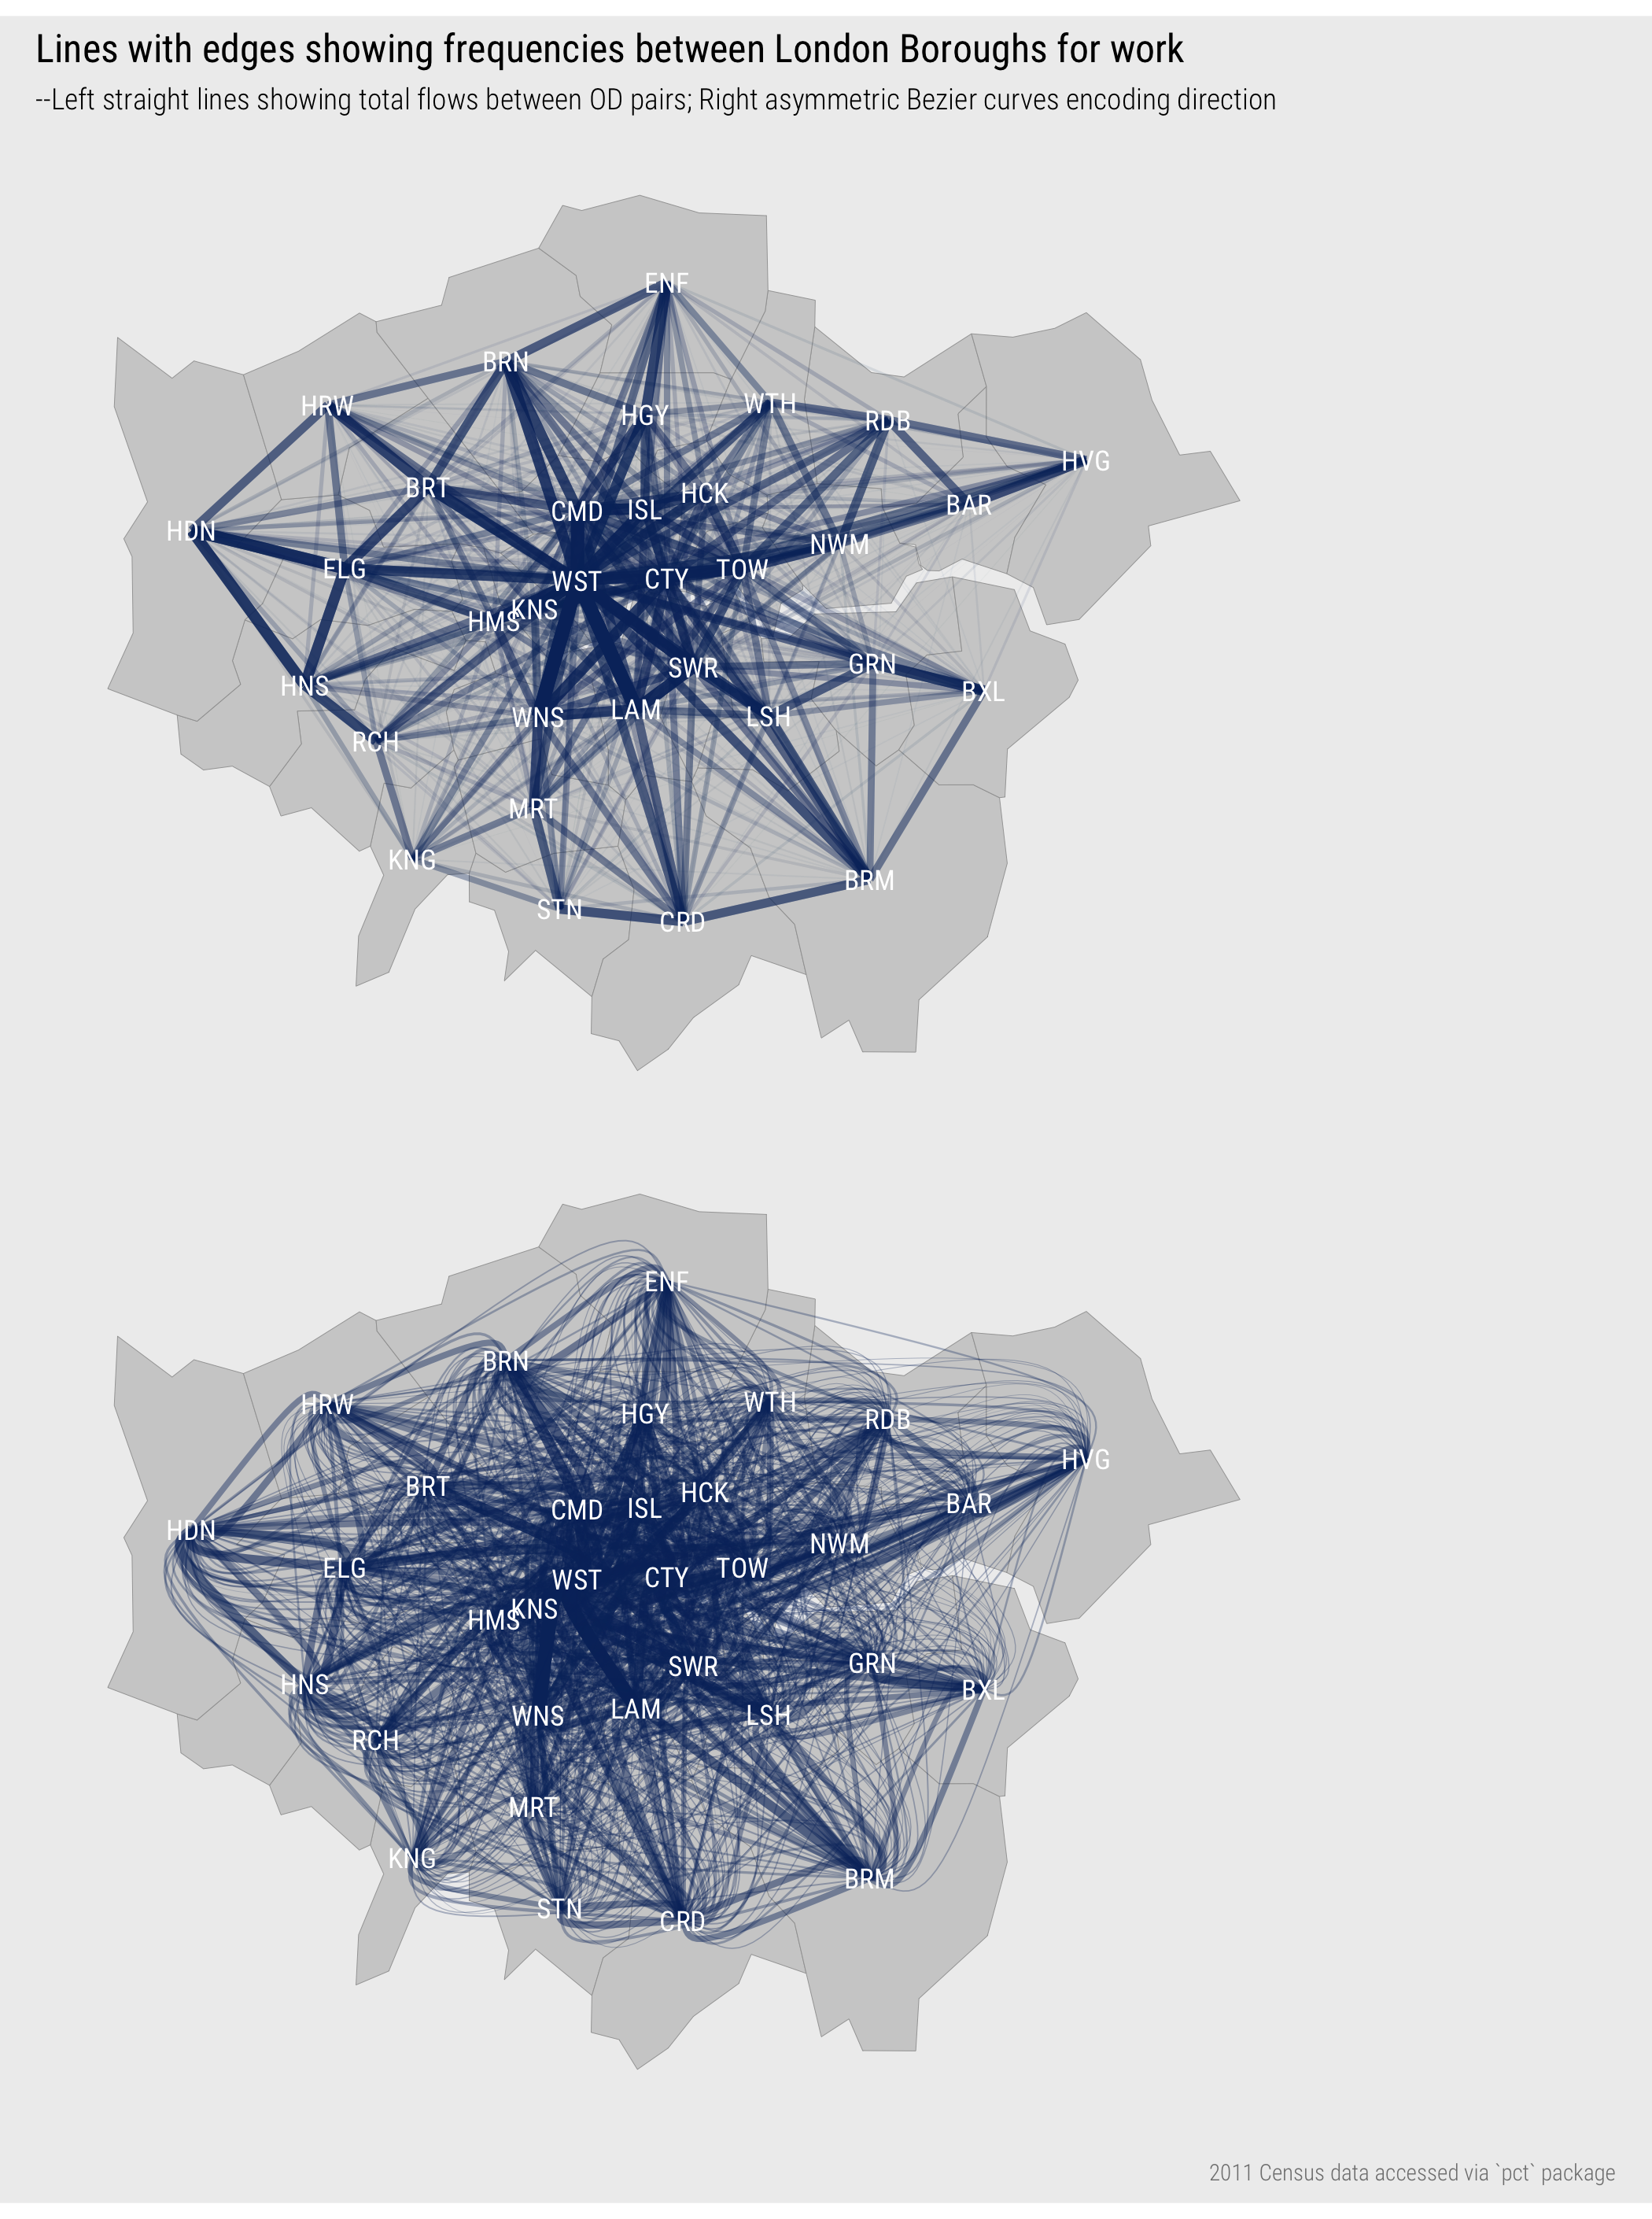 Lines with edges showing frequencies between London Boroughs for work
--Left straight lines showing total flows between OD pairs; Right asymmetric Bezier curves encoding direction
ENF
BRN
HRW
HGY
WTH
RDB
HVG
BRT
CMD
ISL
HCK
BAR
HDN
ELG
NWM
WST
CTY
TOW
KNS
HMS
SWR
GRN
HNS
BXL
WNS
LAM
LSH
RCH
MRT
KNG
BRM
STN
CRD
ENF
BRN
HRW
HGY
WTH
RDB
HVG
BRT
CMD
ISL
HCK
BAR
HDN
ELG
NWM
WST
CTY
TOW
KNS
HMS
SWR
GRN
HNS
BXL
WNS
LAM
LSH
RCH
MRT
KNG
BRM
STN
CRD
2011 Census data accessed via `pct` package